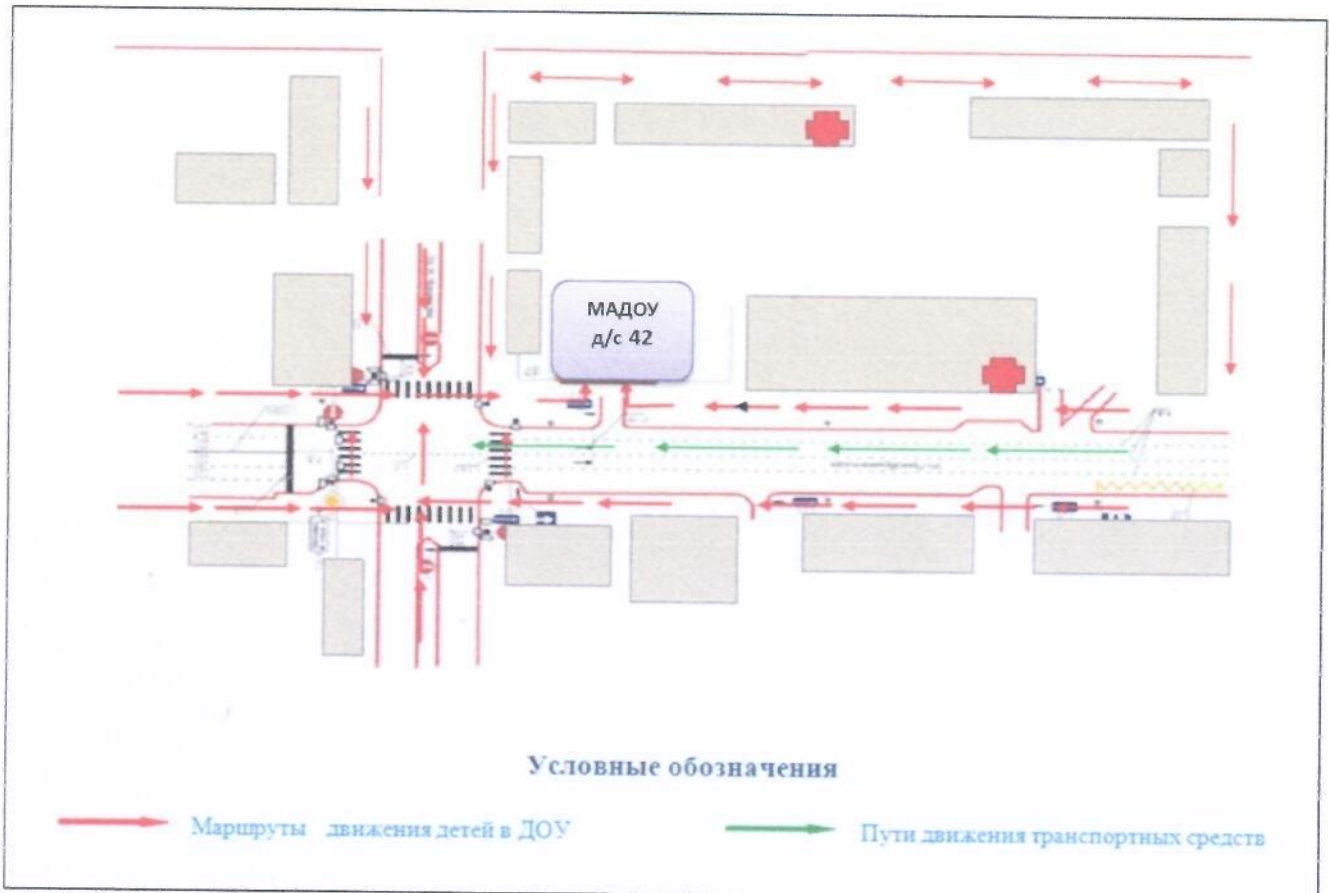 МАДОУ
д/с 42
Условные обозначения
Маршруты движения детей в ДОУ
Пути движения транспортных средств